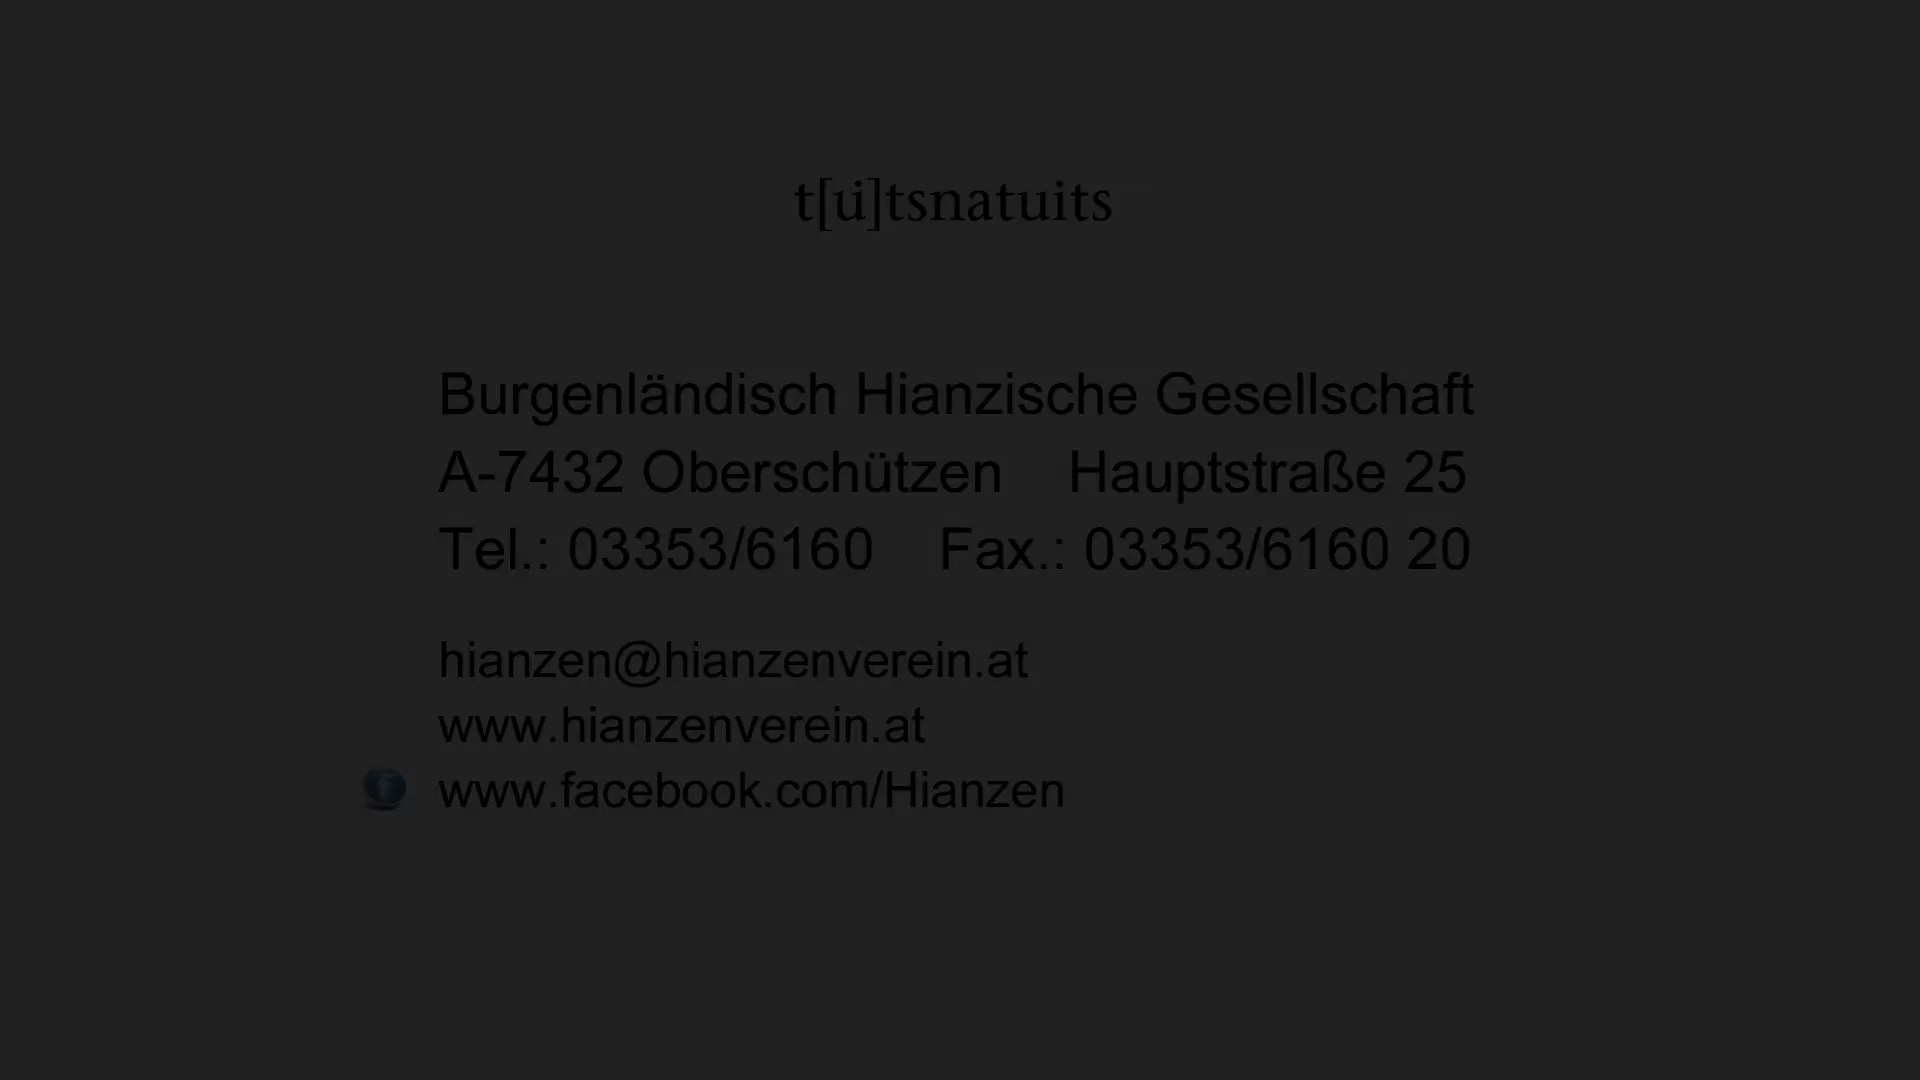 t[u]tsnatuits
Burgenländisch Hianzische Gesellschaft
A-7432 Oberschützen Hauptstraße 25
Tel.: 03353/6160 Fax.: 03353/6160 20
hianzen@hianzenverein.at
www.hianzenverein.at
f www.facebook.com/Hianzen